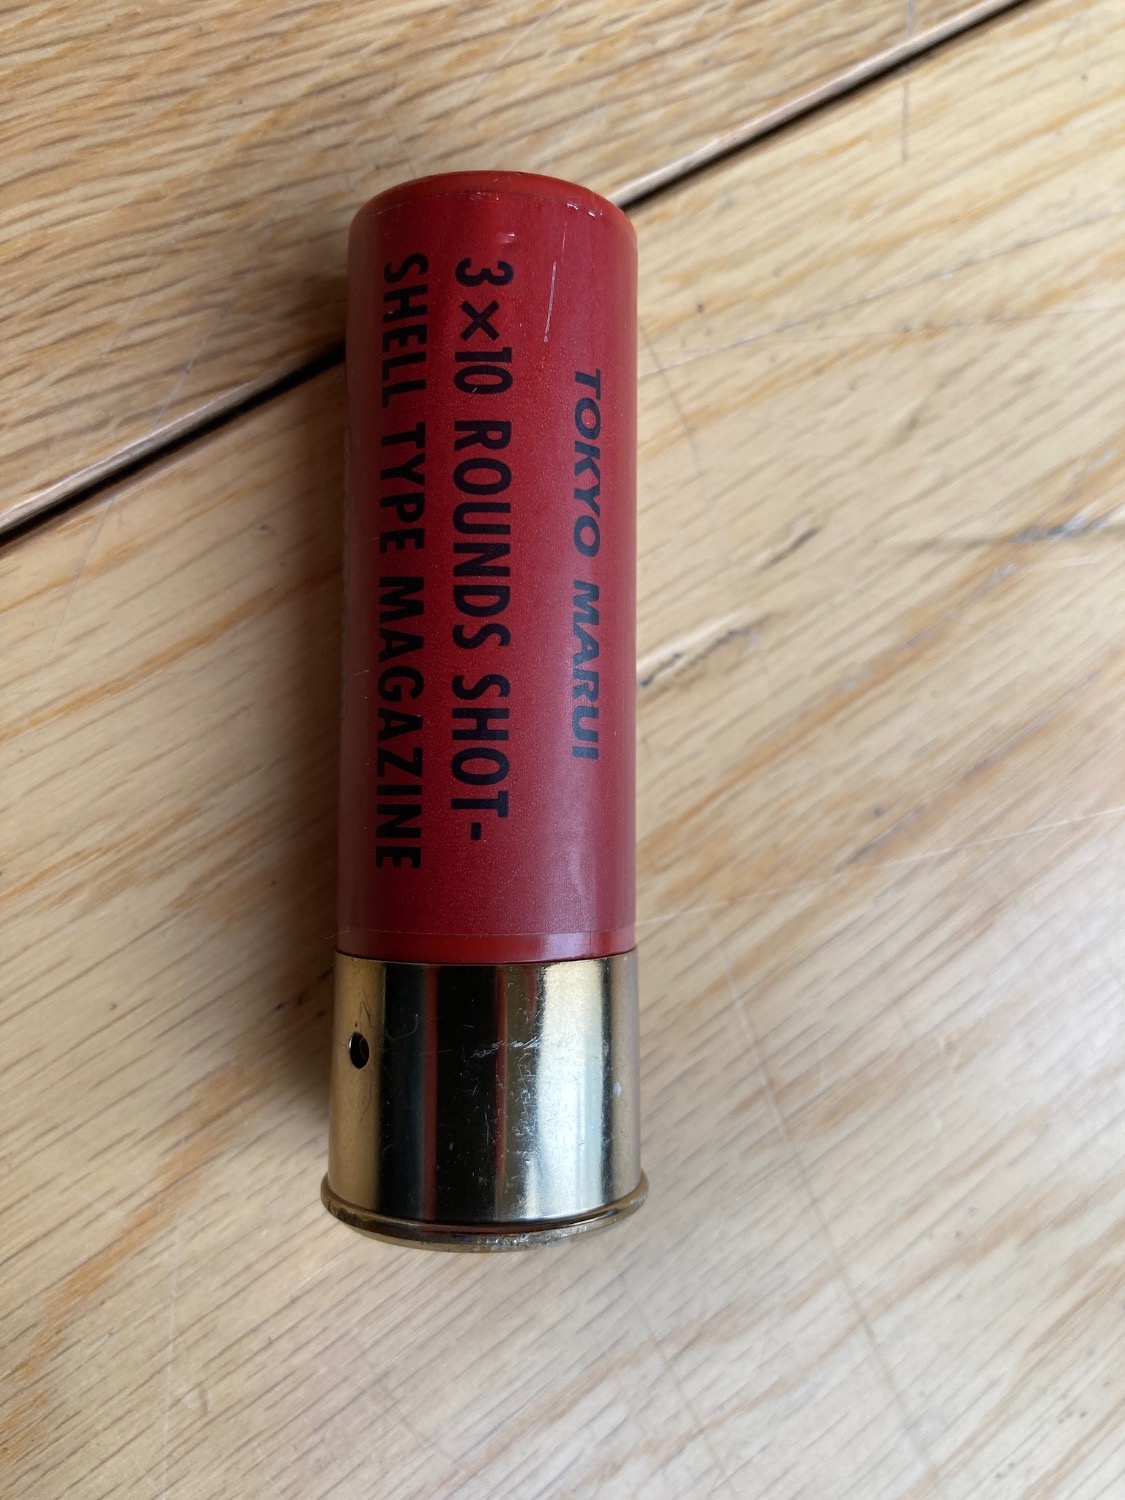 TOKYO MARUI
3×10 ROUNDS SHOT-
SHELL TYPE MAGAZINE